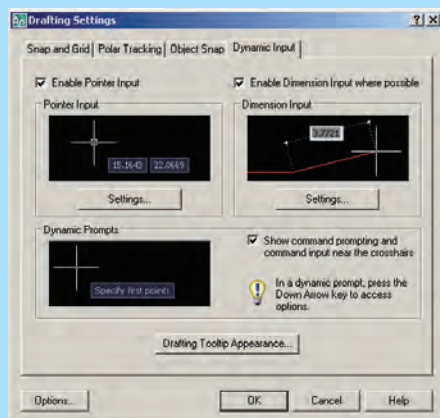 Drafting Settings
Snap and Grid Polar Tracking Object Snap Dynamic Input
Enable Pointer Input
Enable Dimension Input where possible
Pointer Input
Dimension Input
15.1643 22.0669
3.7721
Settings...
Settings...
Dynamic Prompts
Show command prompting and
command input near the crosshairs
Specify first point:
In a dynamic prompt, press the
Down Arrow key to access
options.
Drafting Tooltip Appearance...
Options...
OK
Cancel
Help